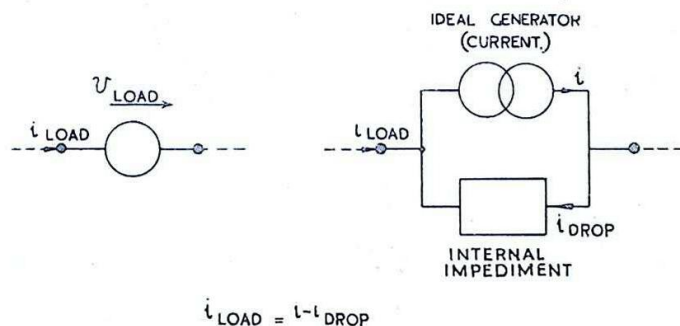 IDEAL GENERATOR
(CURRENT.)
i
v LOAD
i LOAD
i LOAD
i DROP
INTERNAL
IMPEDIMENT
i LOAD = i-i DROP